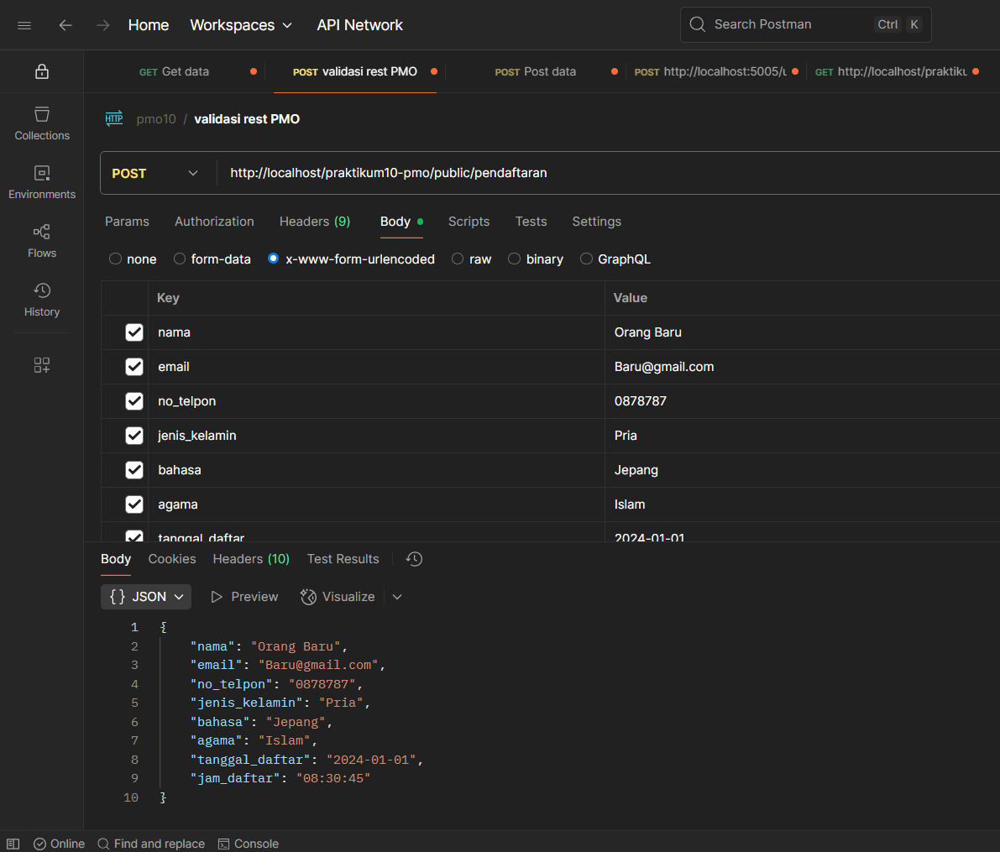 Home Workspaces API Network Search Postman Ctrl K
GET Get data POST validasi rest PMO POST Post data POST http://localhost:5005/u GET http://localhost/praktiku
HTTP pmo10 / validasi rest PMO
Collections
Environments
Flows
History
POST http://localhost/praktikum10-pmo/public/pendaftaran
Params Authorization Headers (9) Body Scripts Tests Settings
none form-data x-www-form-urlencoded raw binary GraphQL
Key Value
nama Orang Baru
email Baru@gmail.com
no_telpon 0878787
jenis_kelamin Pria
bahasa Jepang
agama Islam
tanggal_daftar 2024-01-01
Body Cookies Headers (10) Test Results
{} JSON Preview Visualize
1 {
2 "nama": "Orang Baru",
3 "email": "Baru@gmail.com",
4 "no_telpon": "0878787",
5 "jenis_kelamin": "Pria",
6 "bahasa": "Jepang",
7 "agama": "Islam",
8 "tanggal_daftar": "2024-01-01",
9 "jam_daftar": "08:30:45"
10 }
Online Find and replace Console